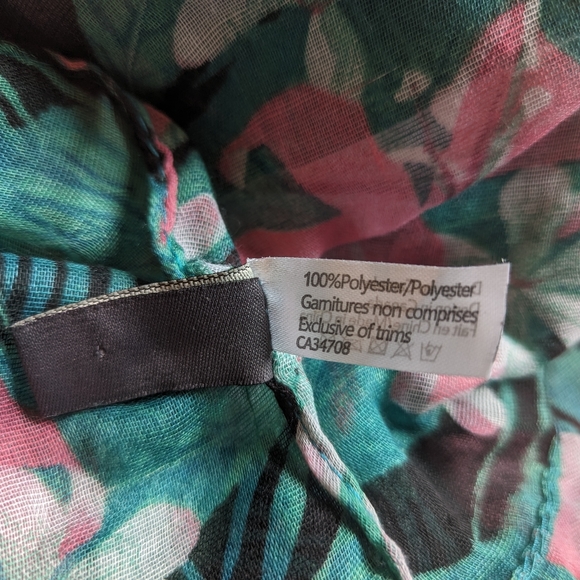 100%Polyester/Polyester
Garnitures non comprises
Exclusive of trims
CA34708